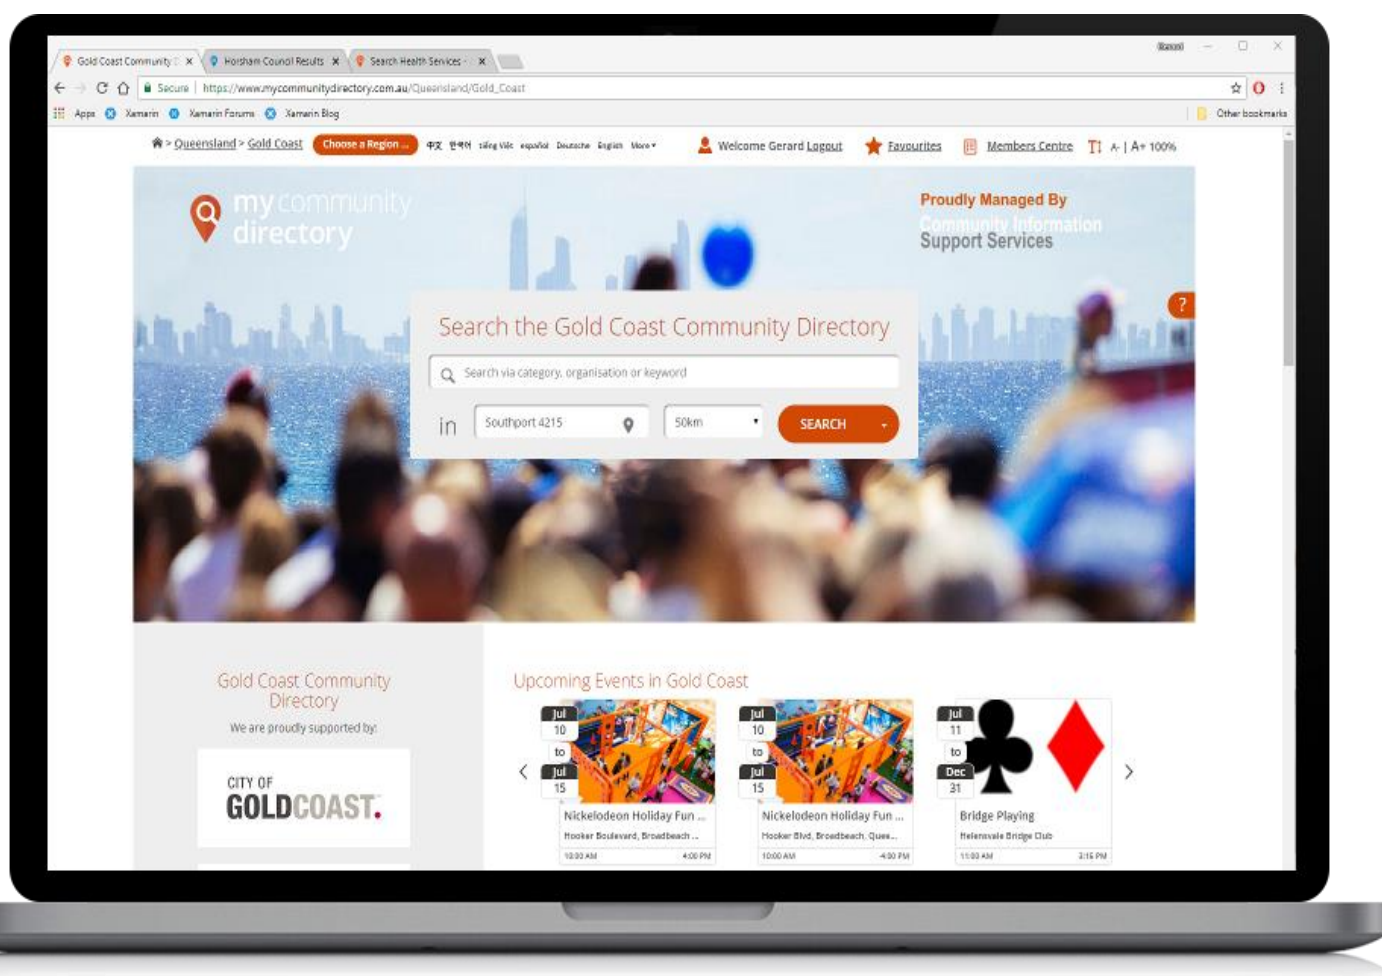 Gold Coast Community
Horsham Council Results
Search Health Services -
Secure | https://www.mycommunitydirectory.com.au/Queensland/Gold_Coast
Apps Xamarin Xamarin Forums Xamarin Blog Other bookmarks
> Queensland > Gold Coast Choose a Region ... 中文 한국어 tiếng Việt español Deutsche English More Welcome Gerard Logout Favourites Members Centre A- | A+ 100%
my community
directory
Proudly Managed By
Community Information
Support Services
?
Search the Gold Coast Community Directory
Search via category, organisation or keyword
in Southport 4215 50km SEARCH
Gold Coast Community
Directory
We are proudly supported by:
CITY OF
GOLDCOAST.
Upcoming Events in Gold Coast
Jul
10
to
Jul
15
Nickelodeon Holiday Fun ...
Hooker Boulevard, Broadbeach ...
10:00 AM 4:00 PM
Jul
10
to
Jul
15
Nickelodeon Holiday Fun ...
Hooker Blvd, Broadbeach, Quee...
10:00 AM 4:00 PM
Jul
11
to
Dec
31
Bridge Playing
Helensvale Bridge Club
11:00 AM 3:15 PM